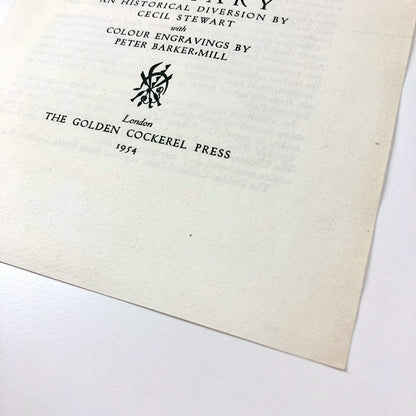 AN HISTORICAL DIVERSION BY
CECIL STEWART
with
COLOUR ENGRAVINGS BY
PETER BARKER-MILL
London
THE GOLDEN COCKEREL PRESS
1954